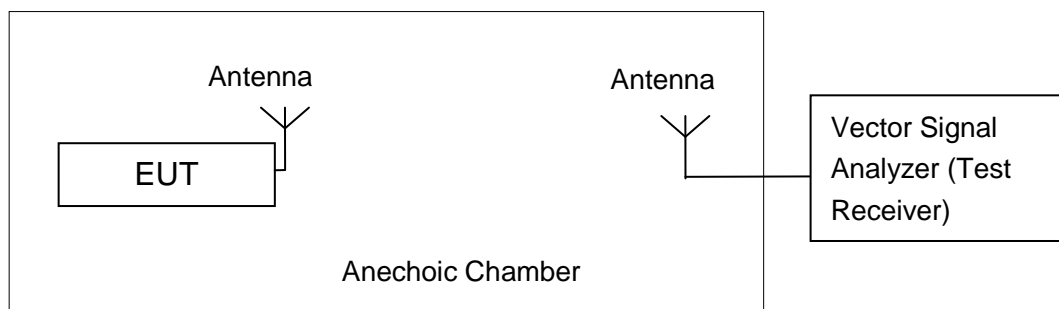 Antenna
Antenna
EUT
Vector Signal
Analyzer (Test
Receiver)
Anechoic Chamber